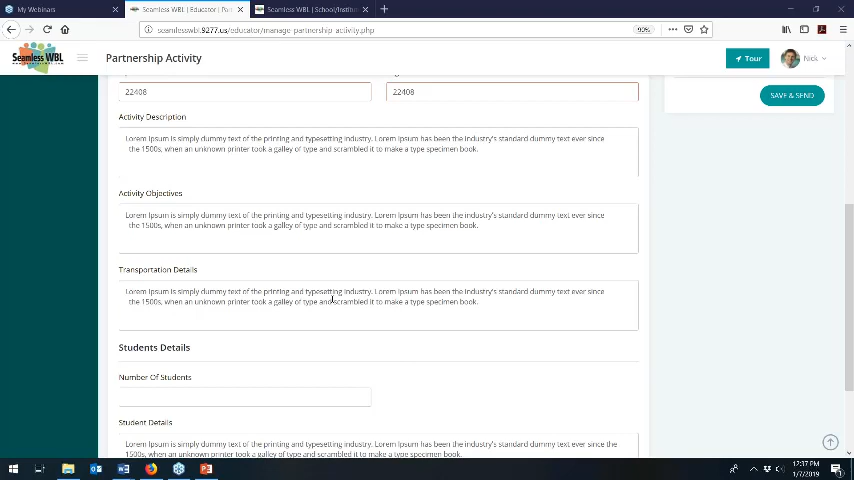 My Webinars
Seamless WBL | Educator | Par
Seamless WBL | School/Institut
seamlesswbl.9277.us/educator/manage-partnership_activity.php
90%
Seamless WBL
Partnership Activity
Tour
Nick
22408
22408
SAVE & SEND
Activity Description
Lorem Ipsum is simply dummy text of the printing and typesetting industry. Lorem Ipsum has been the industry's standard dummy text ever since
the 1500s, when an unknown printer took a galley of type and scrambled it to make a type specimen book.
Activity Objectives
Lorem Ipsum is simply dummy text of the printing and typesetting industry. Lorem Ipsum has been the industry's standard dummy text ever since
the 1500s, when an unknown printer took a galley of type and scrambled it to make a type specimen book.
Transportation Details
Lorem Ipsum is simply dummy text of the printing and typesetting industry. Lorem Ipsum has been the industry's standard dummy text ever since
the 1500s, when an unknown printer took a galley of type and scrambled it to make a type specimen book.
Students Details
Number Of Students
Student Details
Lorem Ipsum is simply dummy text of the printing and typesetting industry. Lorem Ipsum has been the industry's standard dummy text ever since the
1500s, when an unknown printer took a galley of type and scrambled it to make a type specimen book.
12:37 PM
1/7/2019